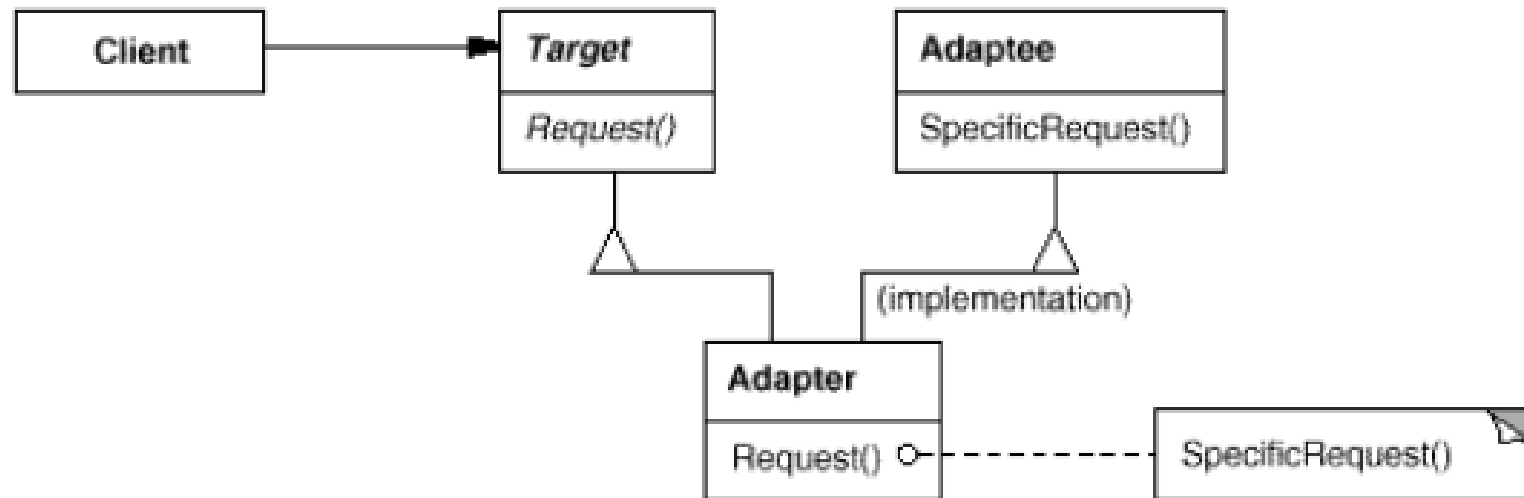 Client
Target
Request()
Adaptee
SpecificRequest()
(implementation)
Adapter
Request()
SpecificRequest()